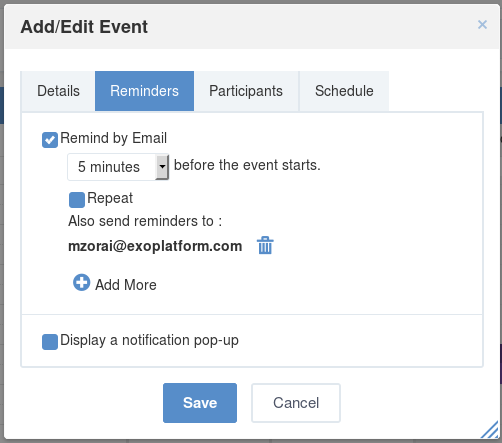 Add/Edit Event
×
Details Reminders Participants Schedule
Remind by Email
5 minutes before the event starts.
Repeat
Also send reminders to :
mzorai@exoplatform.com
Add More
Display a notification pop-up
Save Cancel